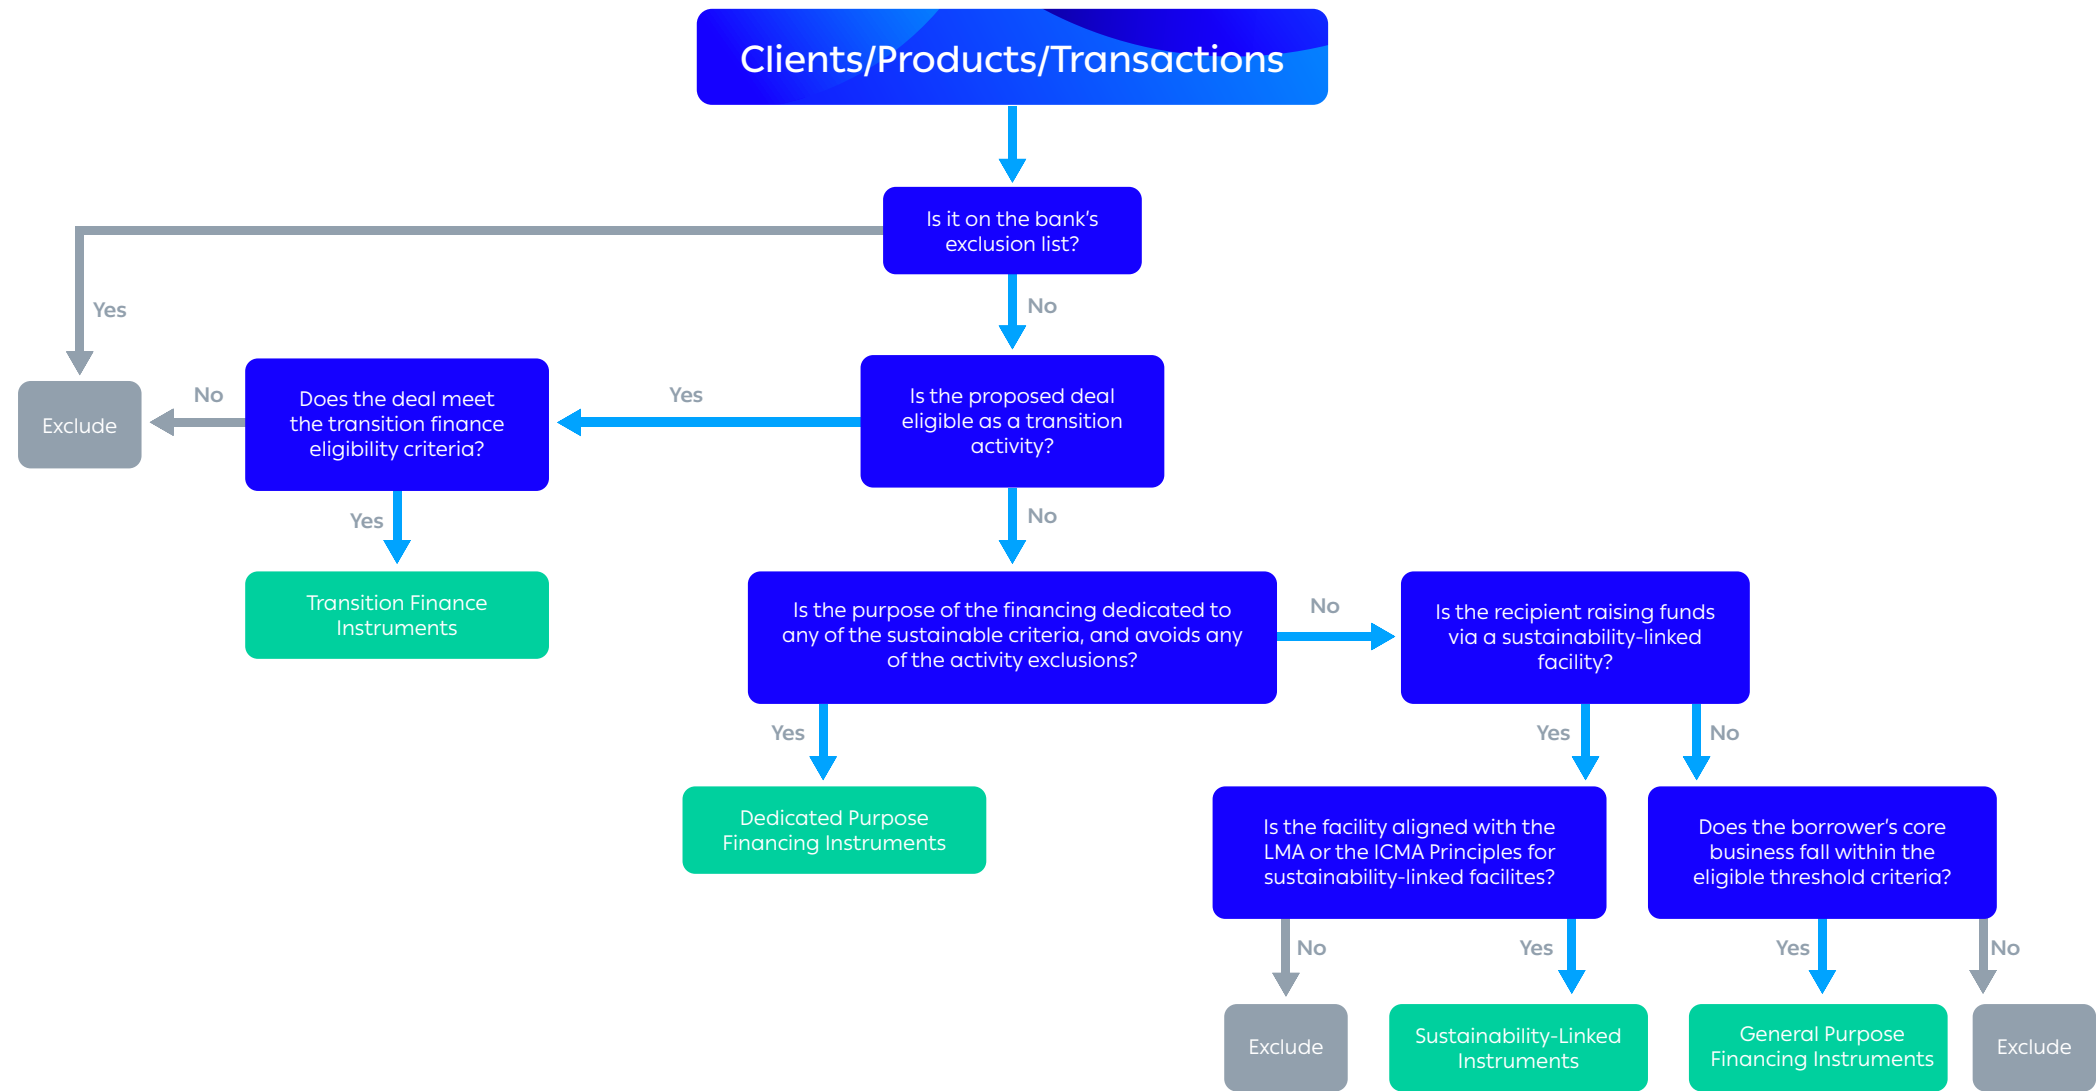 Clients/Products/Transactions
Is it on the bank's
exclusion list?
Yes
No
Exclude
No
Does the deal meet
the transition finance
eligibility criteria?
Yes
Is the proposed deal
eligible as a transition
activity?
Yes
No
Transition Finance
Instruments
Is the purpose of the financing dedicated to
any of the sustainable criteria, and avoids any
of the activity exclusions?
No
Is the recipient raising funds
via a sustainability-linked
facility?
Yes
Yes
No
Dedicated Purpose
Financing Instruments
Is the facility aligned with the
LMA or the ICMA Principles for
sustainability-linked facilites?
Does the borrower's core
business fall within the
eligible threshold criteria?
No
Yes
Yes
No
Exclude
Sustainability-Linked
Instruments
General Purpose
Financing Instruments
Exclude